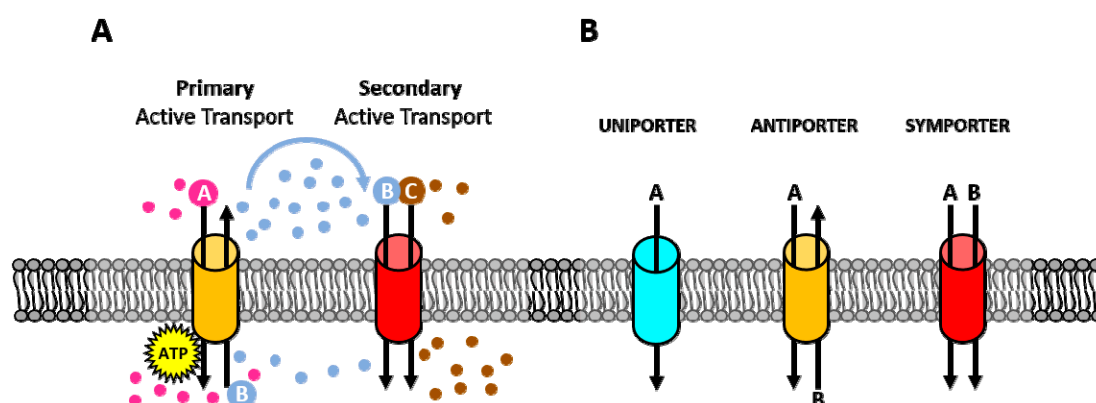 A
B
Primary
Active Transport
Secondary
Active Transport
UNIPORTER
ANTIPORTER
SYMPORTER
A
B
C
A
A
A B
ATP
B
B